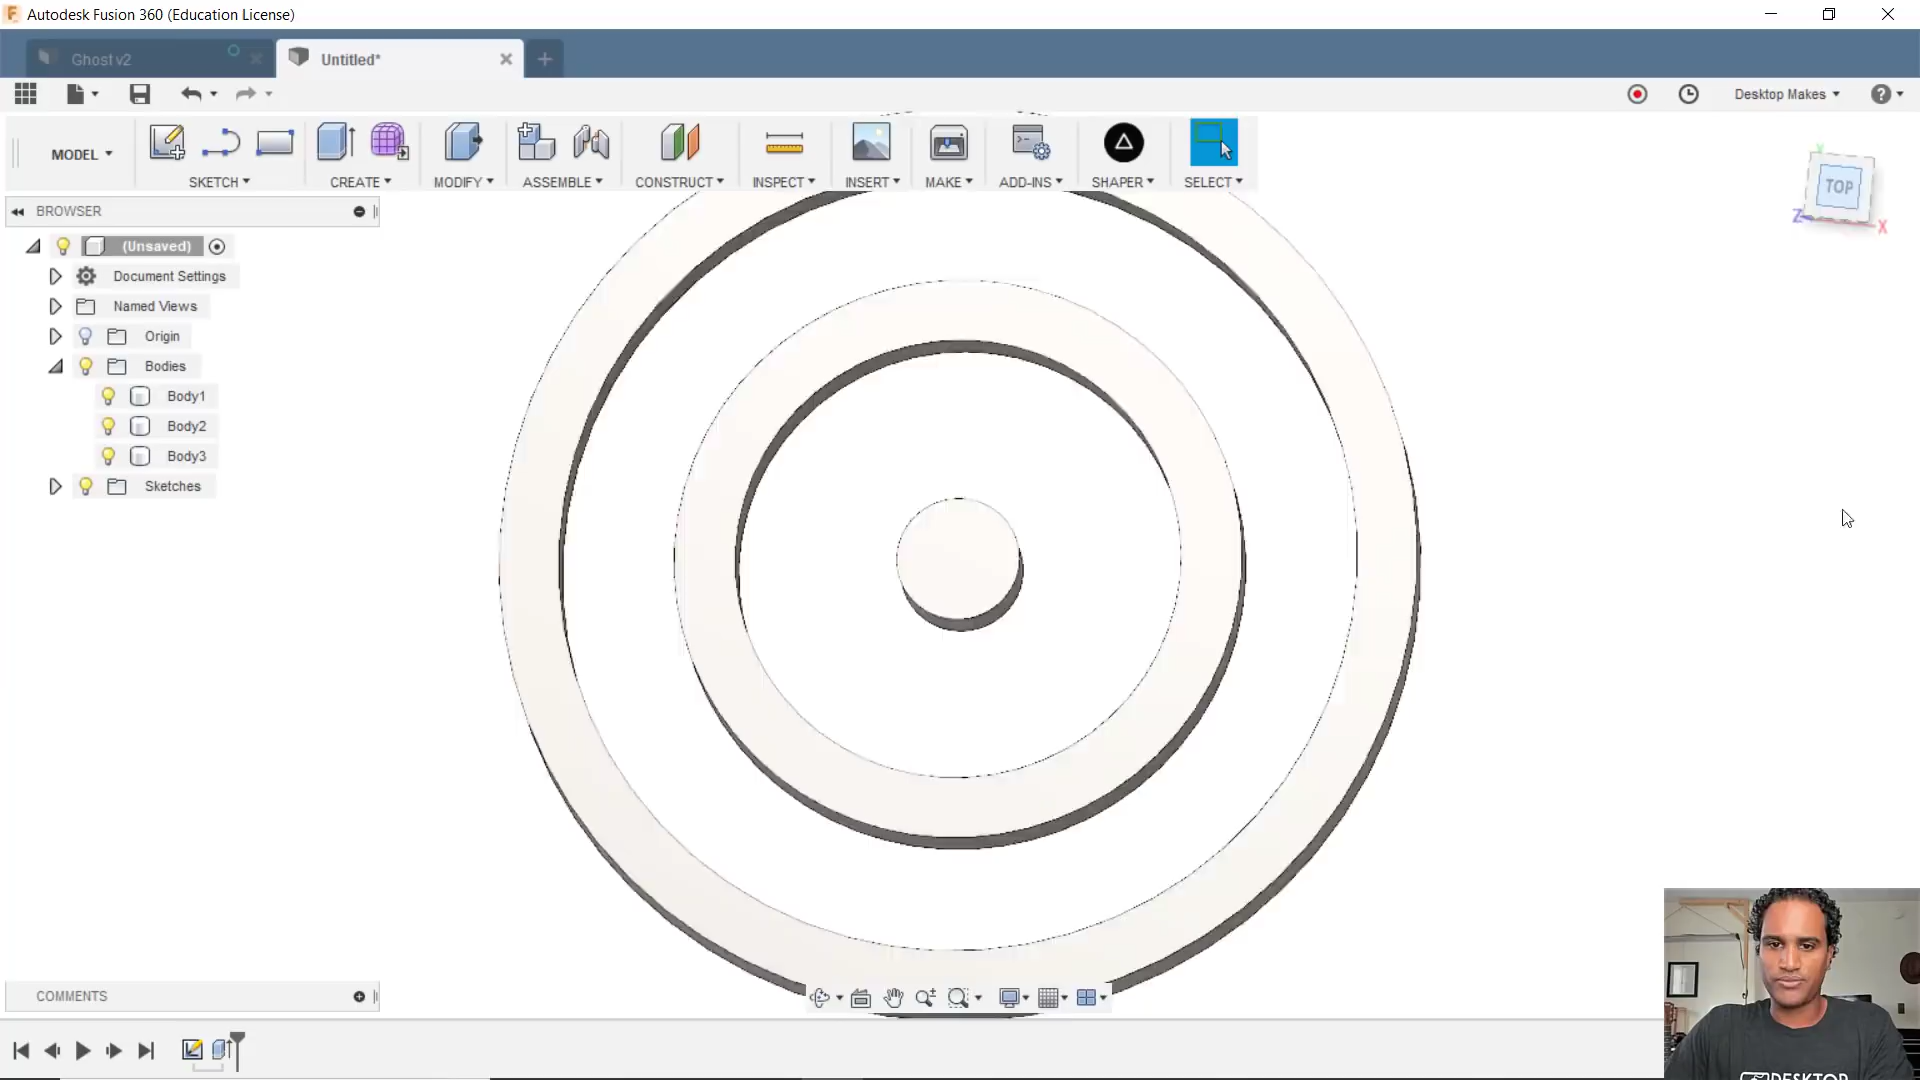 Autodesk Fusion 360 (Education License)
Ghost v2
Untitled*
Desktop Makes
MODEL
SKETCH
CREATE
MODIFY
ASSEMBLE
CONSTRUCT
INSPECT
INSERT
MAKE
ADD-INS
SHAPER
SELECT
TOP
Z
X
Y
BROWSER
(Unsaved)
Document Settings
Named Views
Origin
Bodies
Body1
Body2
Body3
Sketches
COMMENTS
DESKTOP